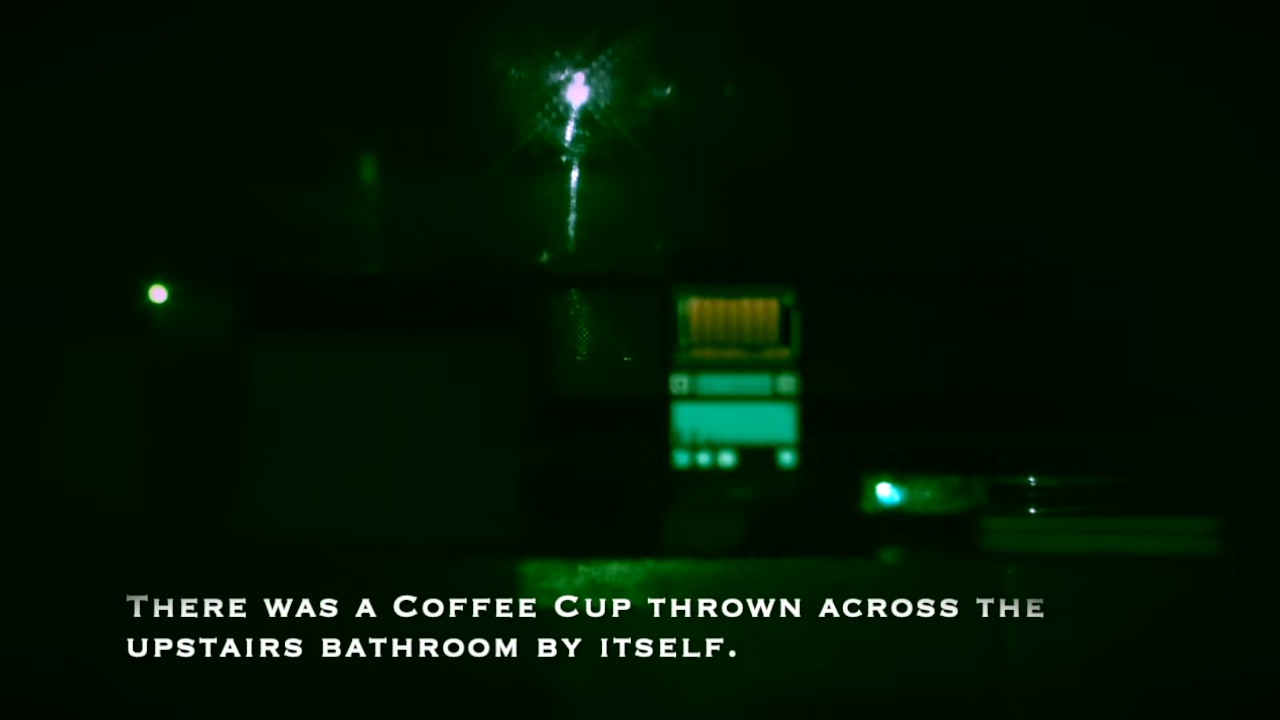 There was a Coffee Cup thrown across the
upstairs bathroom by itself.